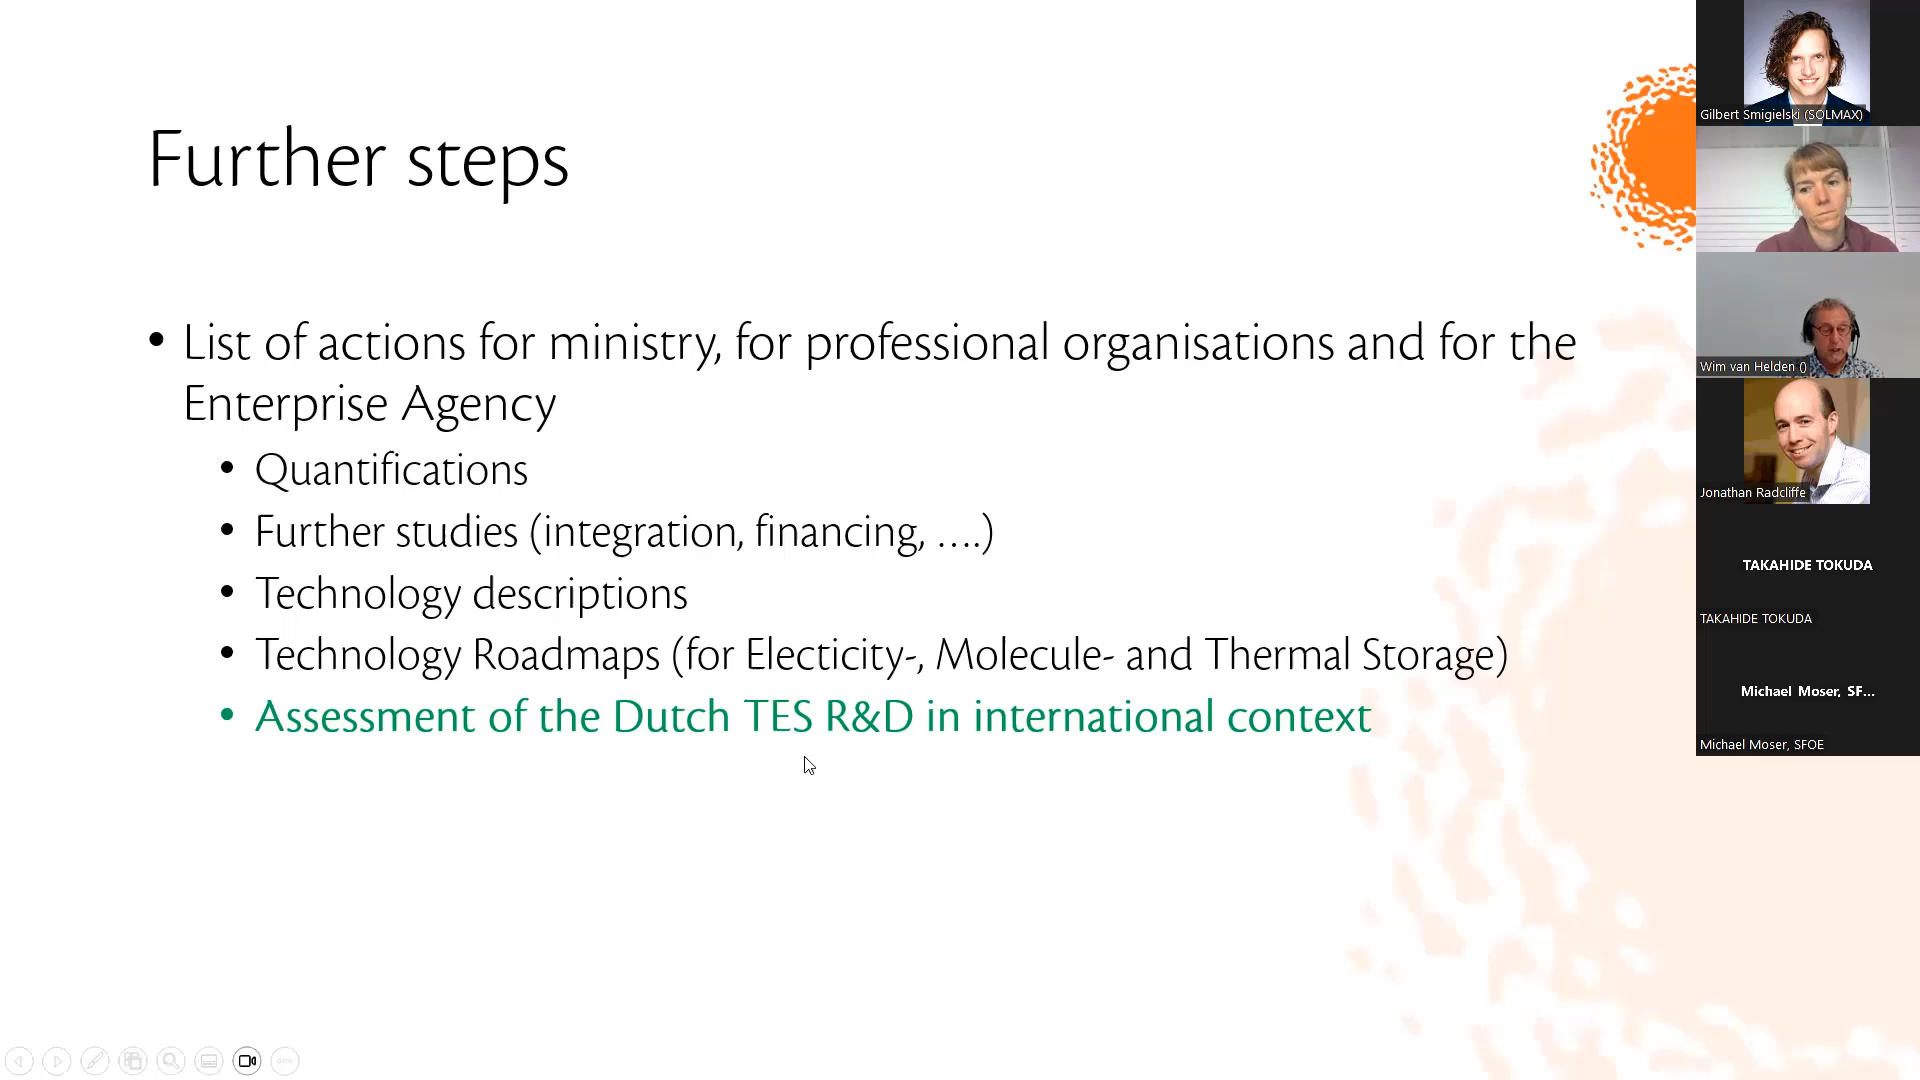 Further steps
• List of actions for ministry, for professional organisations and for the
Enterprise Agency
• Quantifications
• Further studies (integration, financing, ….)
• Technology descriptions
• Technology Roadmaps (for Electicity-, Molecule- and Thermal Storage)
• Assessment of the Dutch TES R&D in international context
Gilbert Smigielski (SOLMAX)
Wim van Helden ()
Jonathan Radcliffe
TAKAHIDE TOKUDA
TAKAHIDE TOKUDA
Michael Moser, SF...
Michael Moser, SFOE